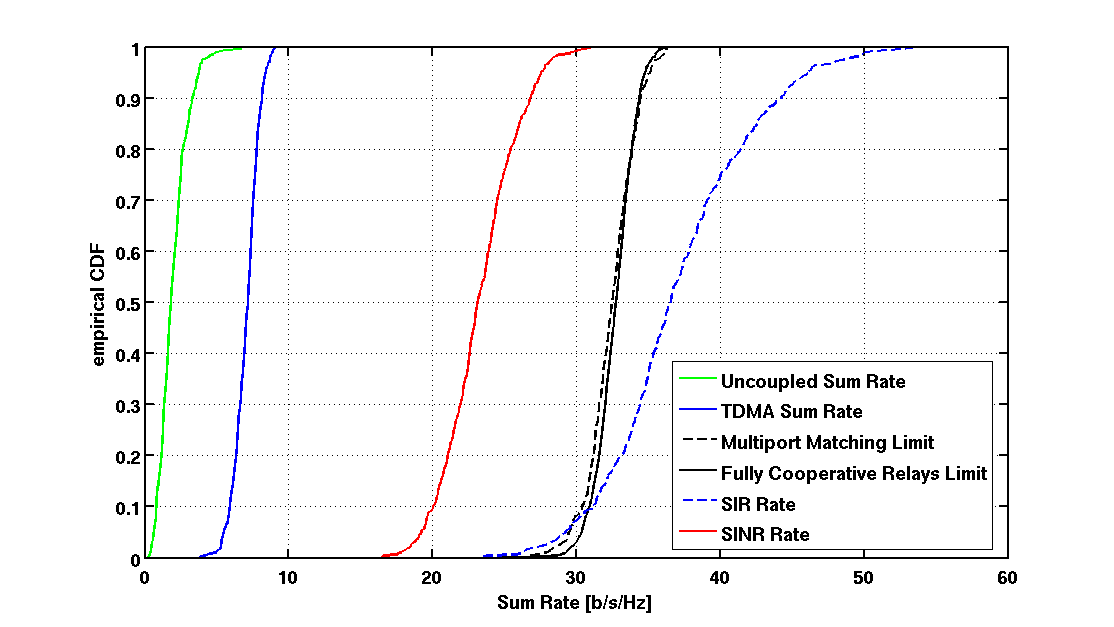 1
0.9
0.8
0.7
0.6
0.5
0.4
0.3
0.2
0.1
0
empirical CDF
Uncoupled Sum Rate
TDMA Sum Rate
Multiport Matching Limit
Fully Cooperative Relays Limit
SIR Rate
SINR Rate
0 10 20 30 40 50 60
Sum Rate [b/s/Hz]